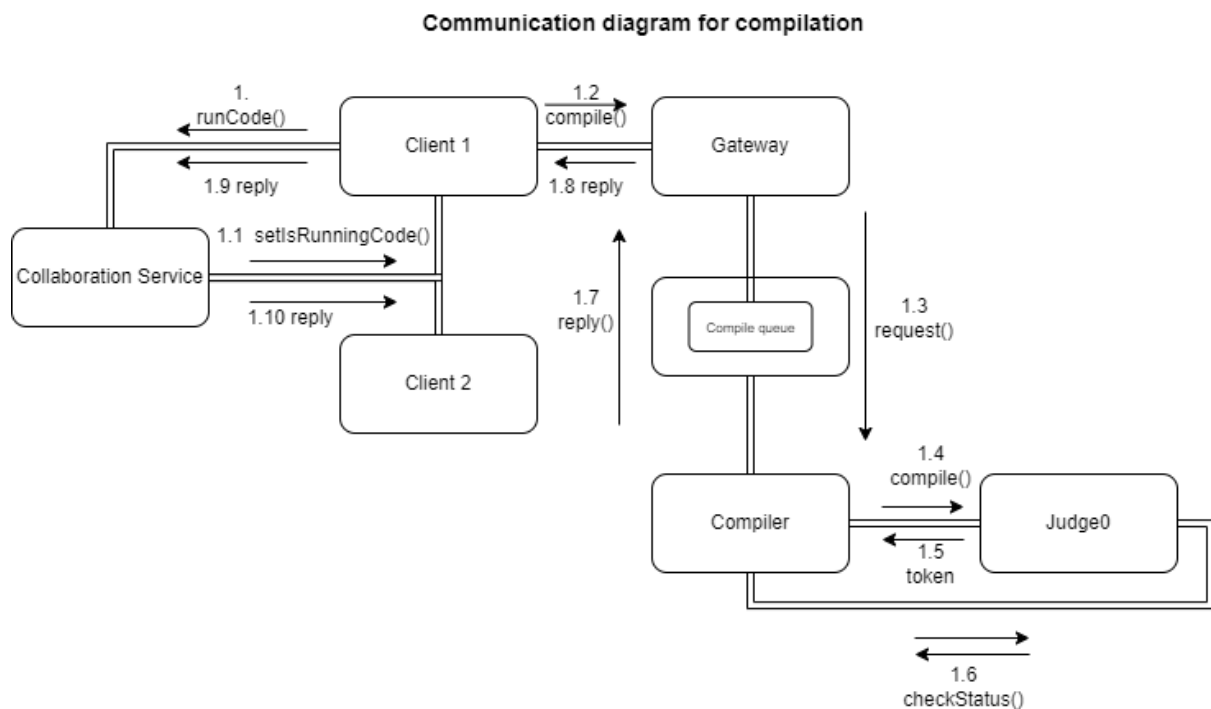 Communication diagram for compilation
1.
runCode()
1.2
compile()
Client 1
Gateway
1.9 reply
1.8 reply
1.1 setIsRunningCode()
Collaboration Service
1.10 reply
1.7
reply()
Compile queue
1.3
request()
Client 2
1.4
compile()
Compiler
Judge0
1.5
token
1.6
checkStatus()